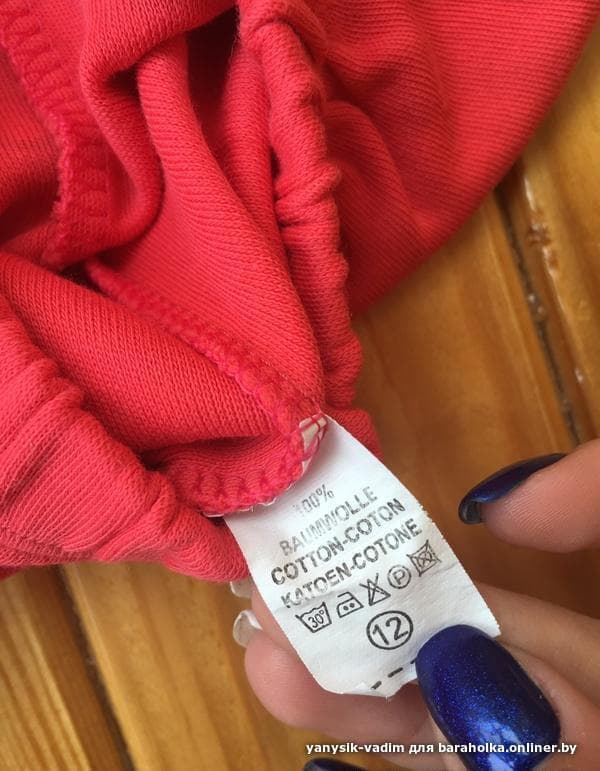 100%
BAUMWOLLE
COTTON-COTON
KATOEN-COTONE
30° P
12
yanysik-vadim для baraholka.onliner.by